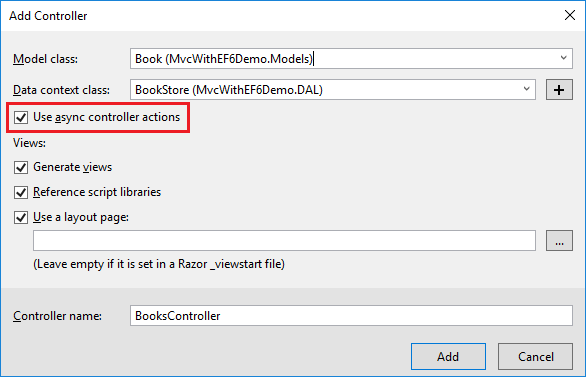 Add Controller
Model class:
Book (MvcWithEF6Demo.Models)
Data context class:
BookStore (MvcWithEF6Demo.DAL)
+
Use async controller actions
Views:
Generate views
Reference script libraries
Use a layout page:
...
(Leave empty if it is set in a Razor _viewstart file)
Controller name:
BooksController
Add
Cancel